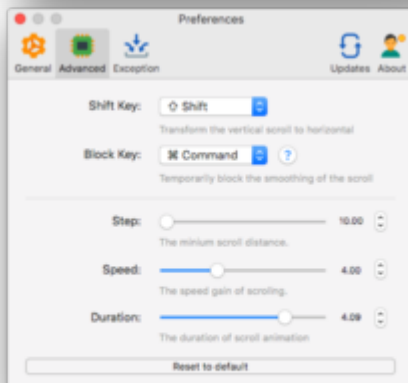 Preferences
General Advanced Exception Updates About
Shift Key: ⇧ Shift
Transform the vertical scroll to horizontal
Block Key: ⌘ Command ?
Temporarily block the smoothing of the scroll
Step: 10.00
The minium scroll distance.
Speed: 4.00
The speed gain of scroling.
Duration: 4.09
The duration of scroll animation
Reset to default